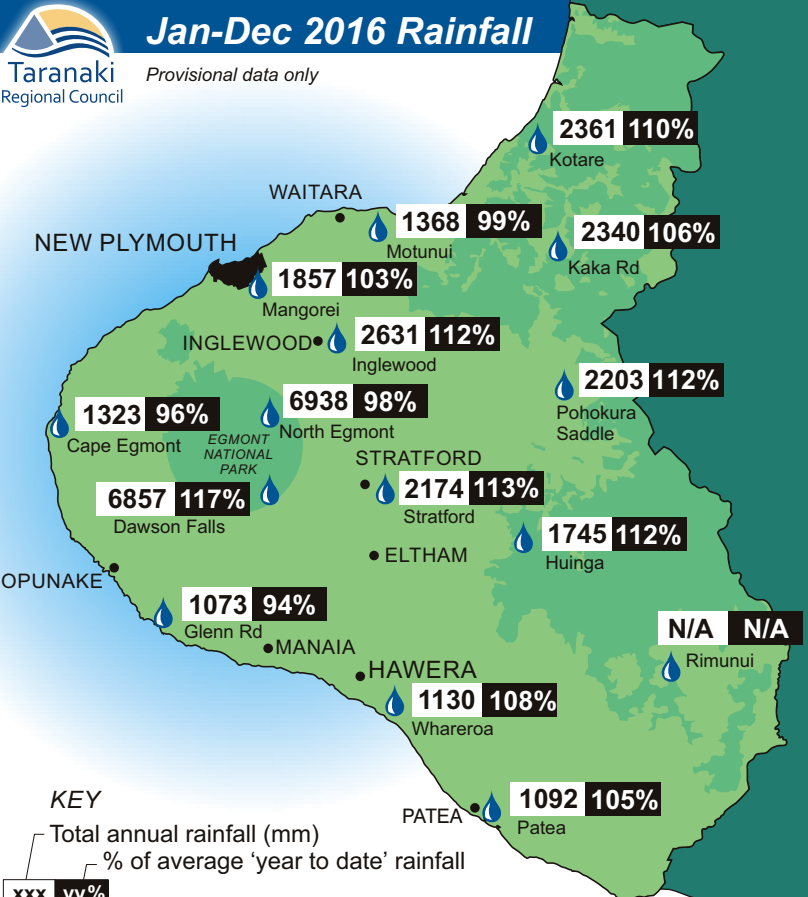 Jan-Dec 2016 Rainfall
Taranaki
Regional Council
Provisional data only
2361 110%
Kotare
WAITARA
1368 99%
Motunui
2340 106%
Kaka Rd
NEW PLYMOUTH
1857 103%
Mangorei
INGLEWOOD
2631 112%
Inglewood
2203 112%
Pohokura
Saddle
1323 96%
Cape Egmont
6938 98%
North Egmont
EGMONT
NATIONAL
PARK
STRATFORD
6857 117%
Dawson Falls
2174 113%
Stratford
1745 112%
Huinga
ELTHAM
OPUNAKE
1073 94%
Glenn Rd
N/A N/A
Rimunui
MANAIA
HAWERA
1130 108%
Whareroa
PATEA
1092 105%
Patea
KEY
Total annual rainfall (mm)
% of average ‘year to date’ rainfall
xxx yy%